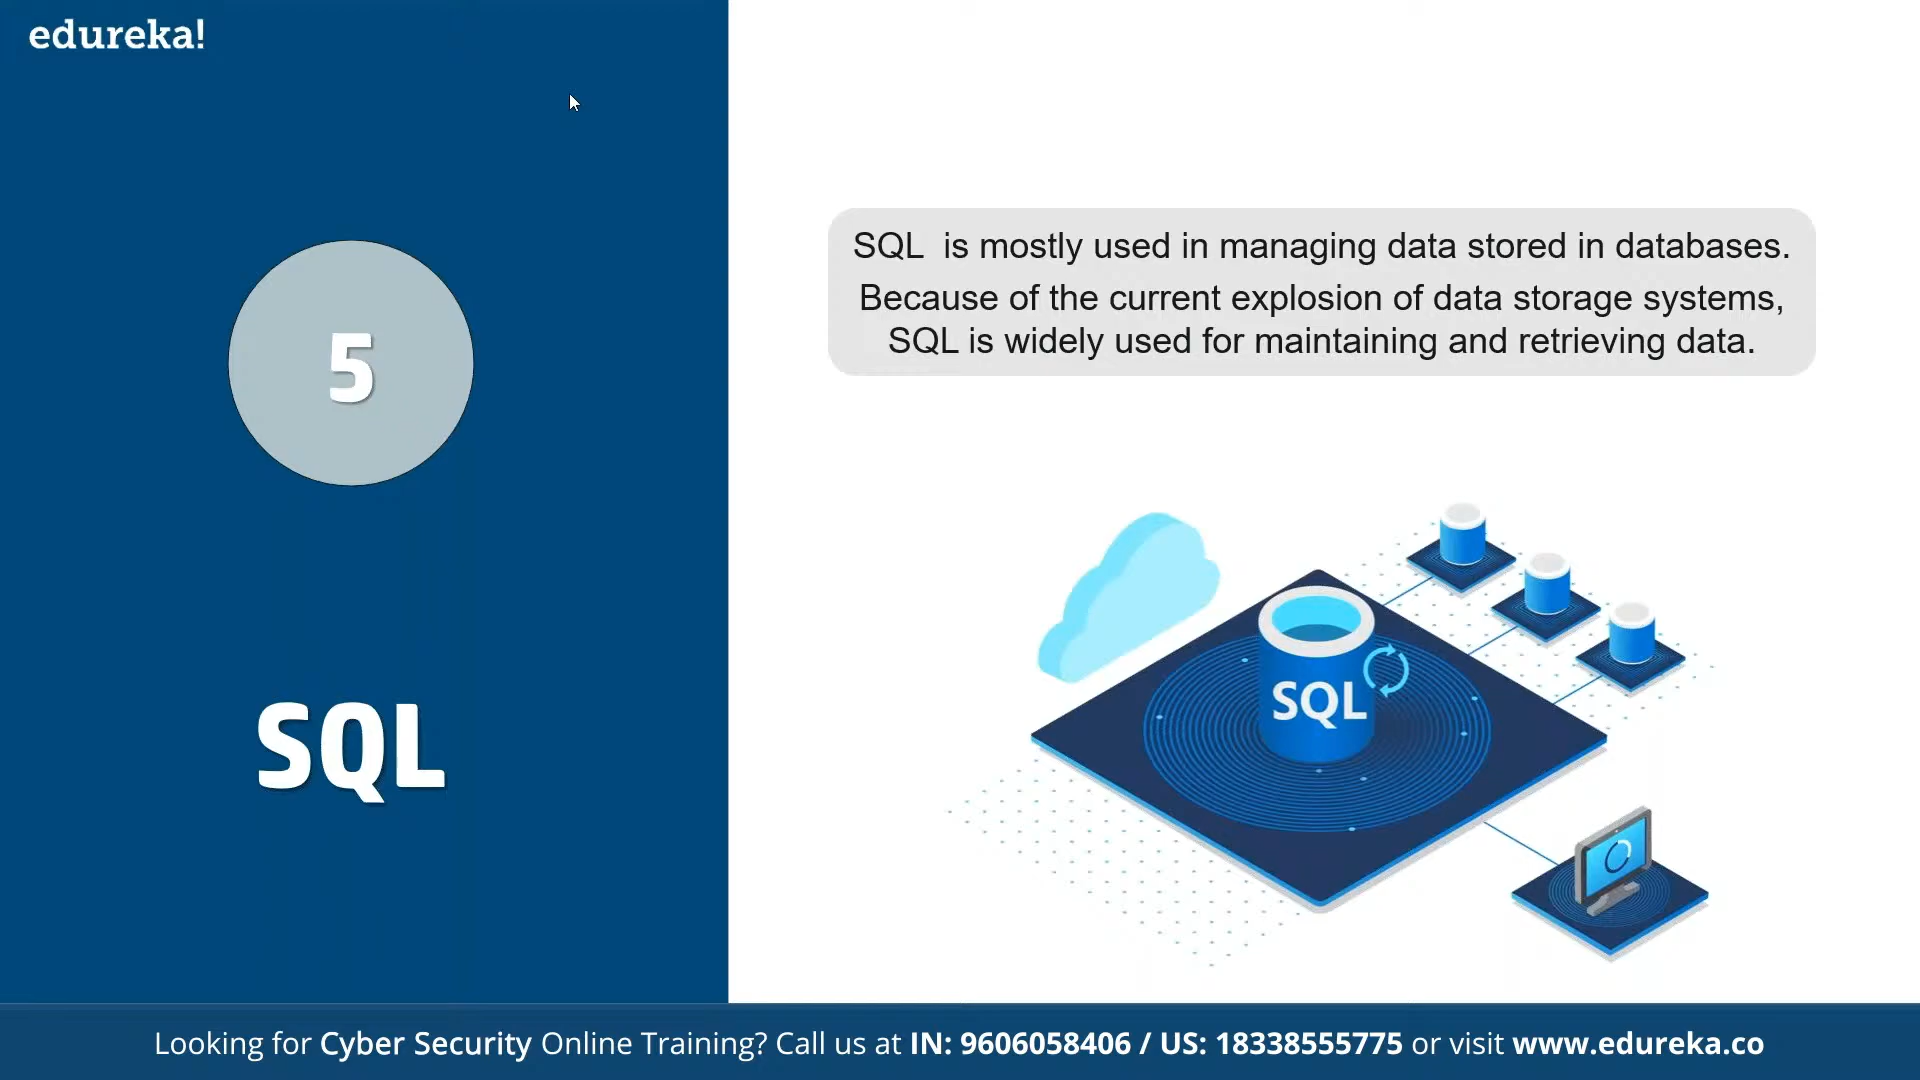 edureka!
5
SQL
SQL is mostly used in managing data stored in databases.
Because of the current explosion of data storage systems,
SQL is widely used for maintaining and retrieving data.
SQL
Looking for Cyber Security Online Training? Call us at IN: 9606058406 / US: 18338555775 or visit www.edureka.co